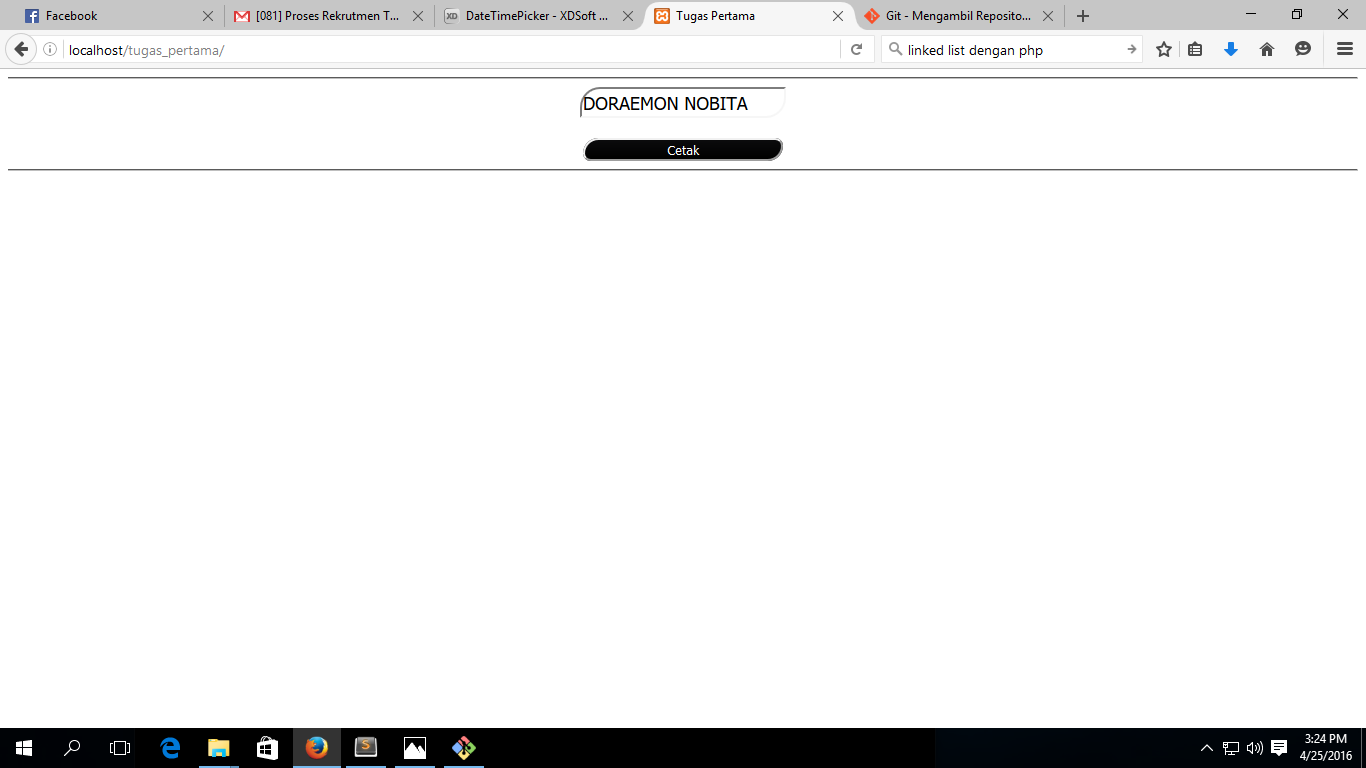 Facebook
[081] Proses Rekrutmen T...
XD
DateTimePicker - XDSoft ...
Tugas Pertama
Git - Mengambil Reposito...
localhost/tugas_pertama/
linked list dengan php
DORAEMON NOBITA
Cetak
3:24 PM
4/25/2016